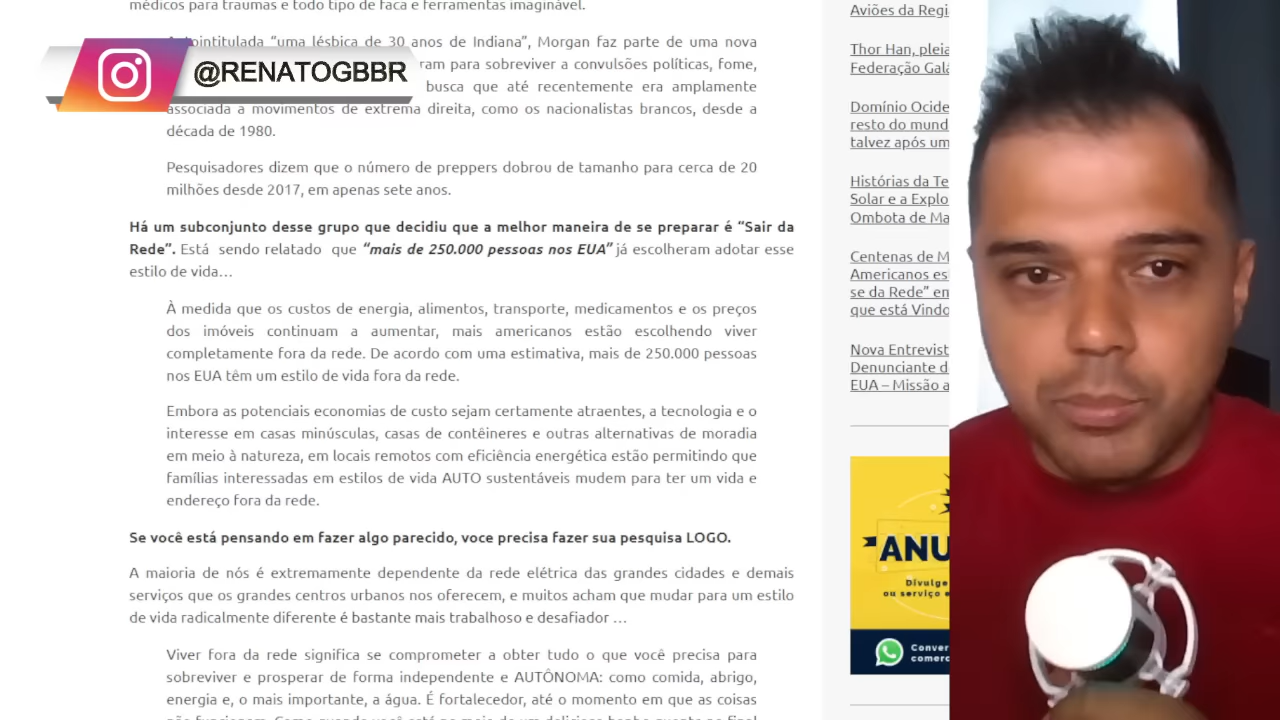 médicos para traumas e todo tipo de faca e ferramentas imaginável.
@RENATOGBBR
“uma lésbica de 30 anos de Indiana”, Morgan faz parte de uma nova
para sobreviver a convulsões políticas, fome,
busca que até recentemente era amplamente
associada a movimentos de extrema direita, como os nacionalistas brancos, desde a
década de 1980.
Pesquisadores dizem que o número de preppers dobrou de tamanho para cerca de 20
milhões desde 2017, em apenas sete anos.
Há um subconjunto desse grupo que decidiu que a melhor maneira de se preparar é “Sair da
Rede”. Está sendo relatado que “mais de 250.000 pessoas nos EUA” já escolheram adotar esse
estilo de vida…
À medida que os custos de energia, alimentos, transporte, medicamentos e os preços
dos imóveis continuam a aumentar, mais americanos estão escolhendo viver
completamente fora da rede. De acordo com uma estimativa, mais de 250.000 pessoas
nos EUA têm um estilo de vida fora da rede.
Embora as potenciais economias de custo sejam certamente atraentes, a tecnologia e o
interesse em casas minúsculas, casas de contêineres e outras alternativas de moradia
em meio à natureza, em locais remotos com eficiência energética estão permitindo que
famílias interessadas em estilos de vida AUTO sustentáveis mudem para ter um vida e
endereço fora da rede.
Se você está pensando em fazer algo parecido, voce precisa fazer sua pesquisa LOGO.
A maioria de nós é extremamente dependente da rede elétrica das grandes cidades e demais
serviços que os grandes centros urbanos nos oferecem, e muitos acham que mudar para um estilo
de vida radicalmente diferente é bastante mais trabalhoso e desafiador …
Viver fora da rede significa se comprometer a obter tudo o que você precisa para
sobreviver e prosperar de forma independente e AUTÔNOMA: como comida, abrigo,
energia e, o mais importante, a água. É fortalecedor, até o momento em que as coisas
Aviões da Regi
Thor Han, pleia
Federação Galá
Domínio Ocide
resto do mund
talvez após um
Histórias da Te
Solar e a Explo
Ombota de Ma
Centenas de M
Americanos es
se da Rede” em
que está Vindo
Nova Entrevist
Denunciante d
EUA – Missão a
ANU
Divulge
ou serviço e
Conver
comerc